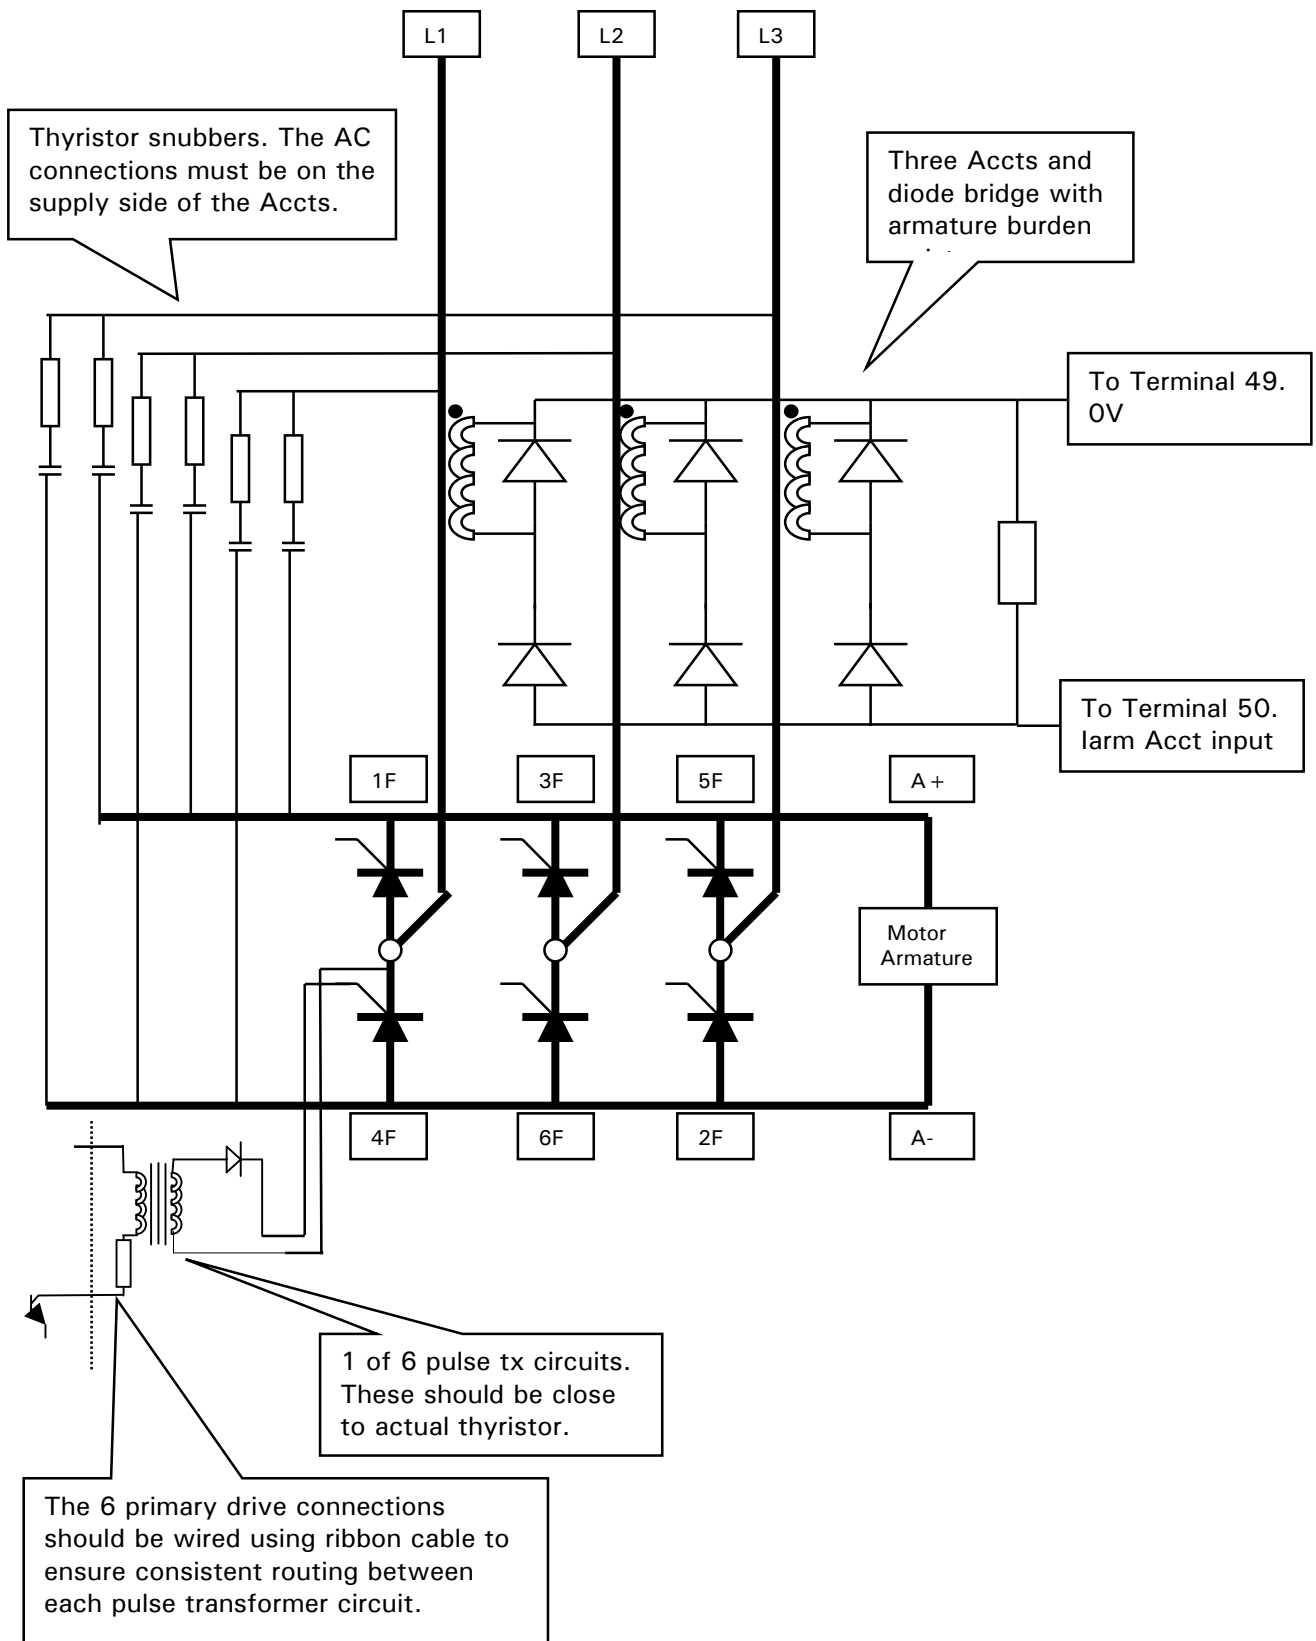 L1
L2
L3
Thyristor snubbers. The AC
connections must be on the
supply side of the Accts.
Three Accts and
diode bridge with
armature burden
To Terminal 49.
0V
To Terminal 50.
Iarm Acct input
1F
3F
5F
A+
Motor
Armature
4F
6F
2F
A-
1 of 6 pulse tx circuits.
These should be close
to actual thyristor.
The 6 primary drive connections
should be wired using ribbon cable to
ensure consistent routing between
each pulse transformer circuit.